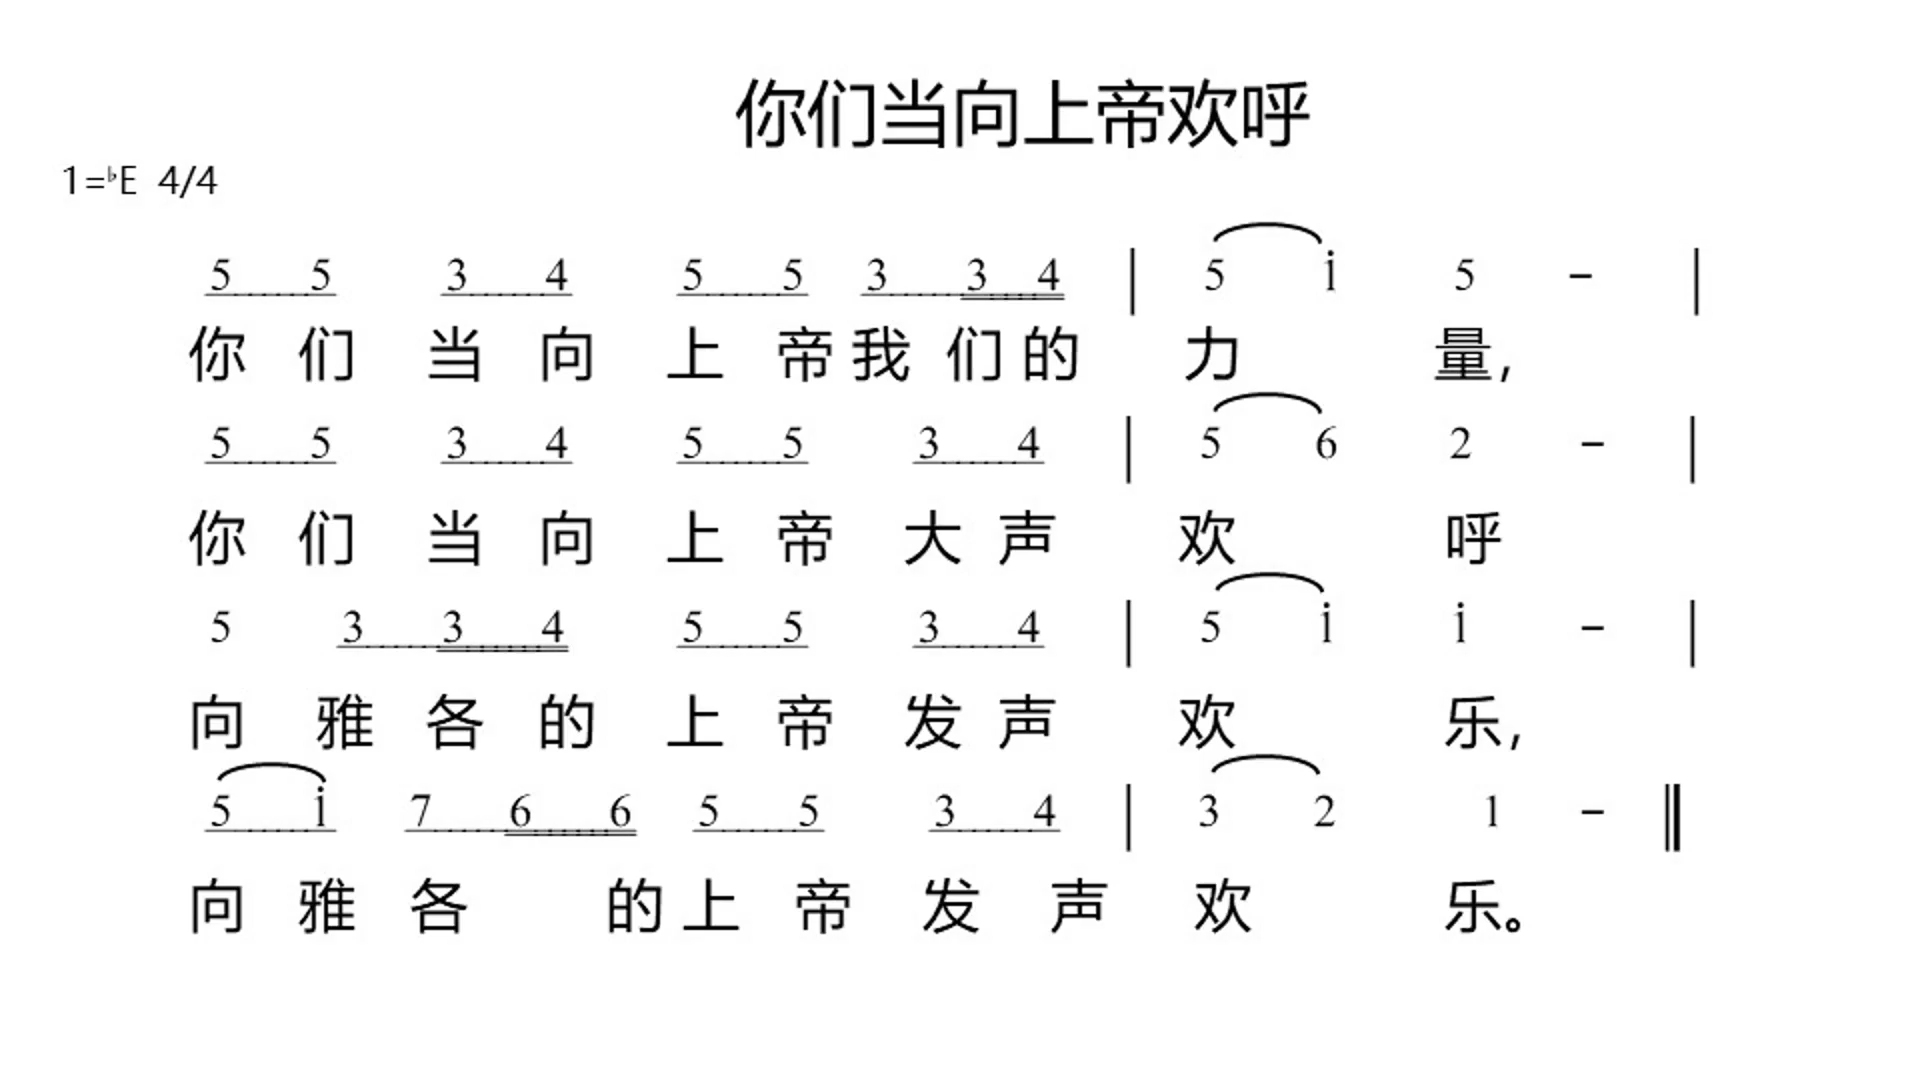 你们当向上帝欢呼
1=♭E 4/4
5 5 3 4 5 5 3 3 4 | 5 i 5 - |
你们当向上帝我们的力量,
5 5 3 4 5 5 3 4 | 5 6 2 - |
你们当向上帝大声欢呼
5 3 3 4 5 5 3 4 | 5 i i - |
向雅各的上帝发声欢乐,
5 i 7 6 6 5 5 3 4 | 3 2 1 - ‖
向雅各的上帝发声欢乐。